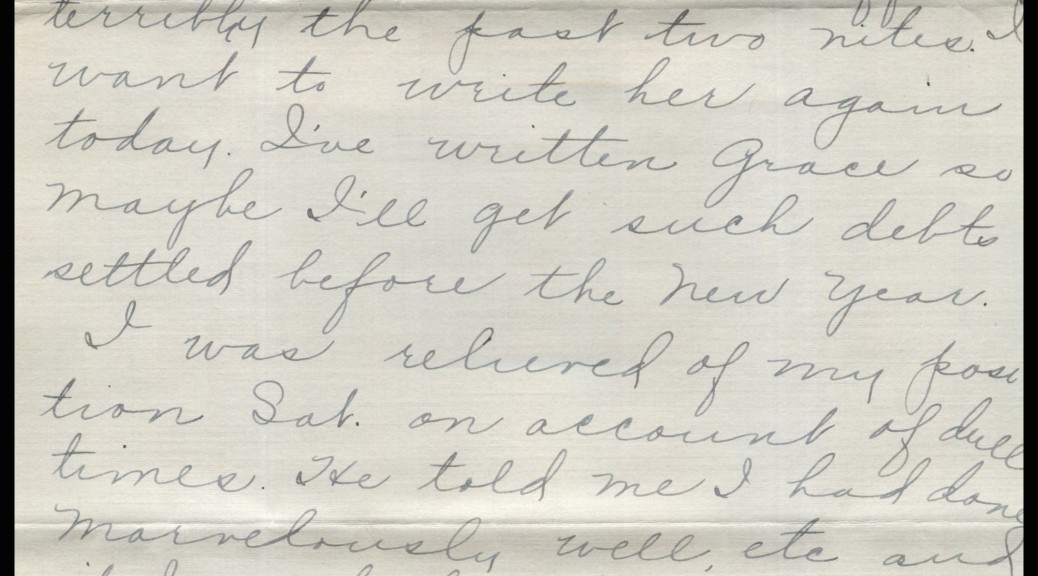 terribly the past two nites. I
want to write her again
today. I've written Grace so
maybe I'll get such debts
settled before the New Year.
I was relieved of my posi
tion Sat. on account of dull
times. He told me I had done
marvelously well, etc and